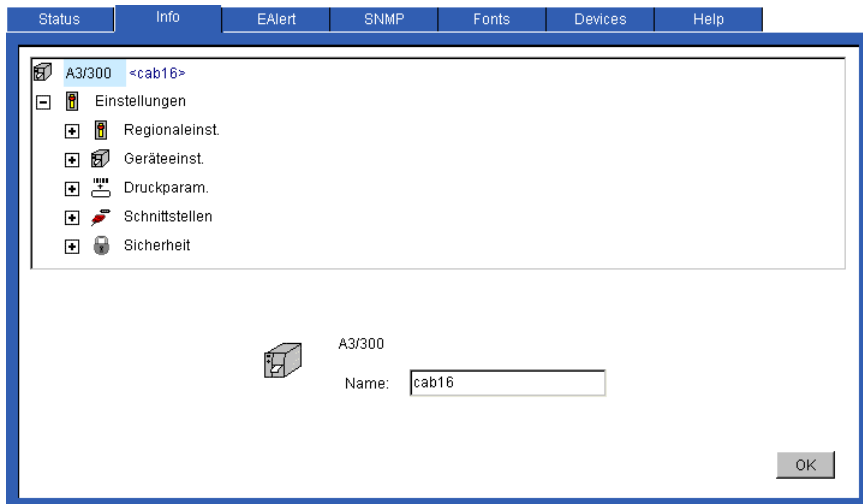 Status Info EAlert SNMP Fonts Devices Help
A3/300 <cab16>
Einstellungen
Regionaleinst.
Geräteeinst.
Druckparam.
Schnittstellen
Sicherheit
A3/300
Name: cab16
OK